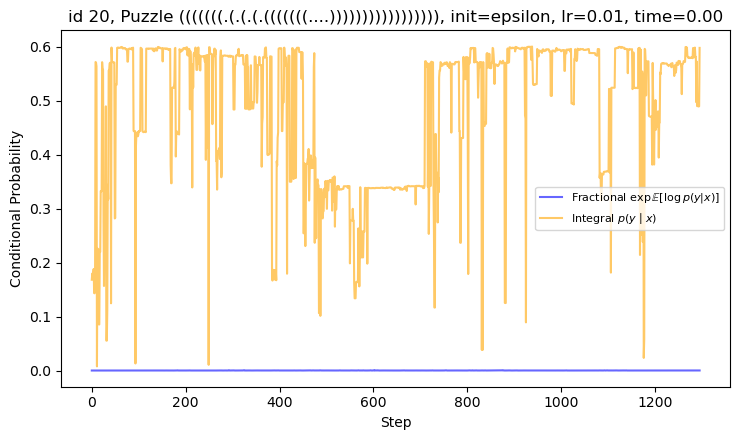 id 20, Puzzle (((((((.(.(.(.(((((((....))))))))))))))))), init=epsilon, lr=0.01, time=0.00
Conditional Probability
0.6
0.5
0.4
0.3
0.2
0.1
0.0
Fractional exp𝔼[log p(y|x)]
Integral p(y | x)
0 200 400 600 800 1000 1200
Step